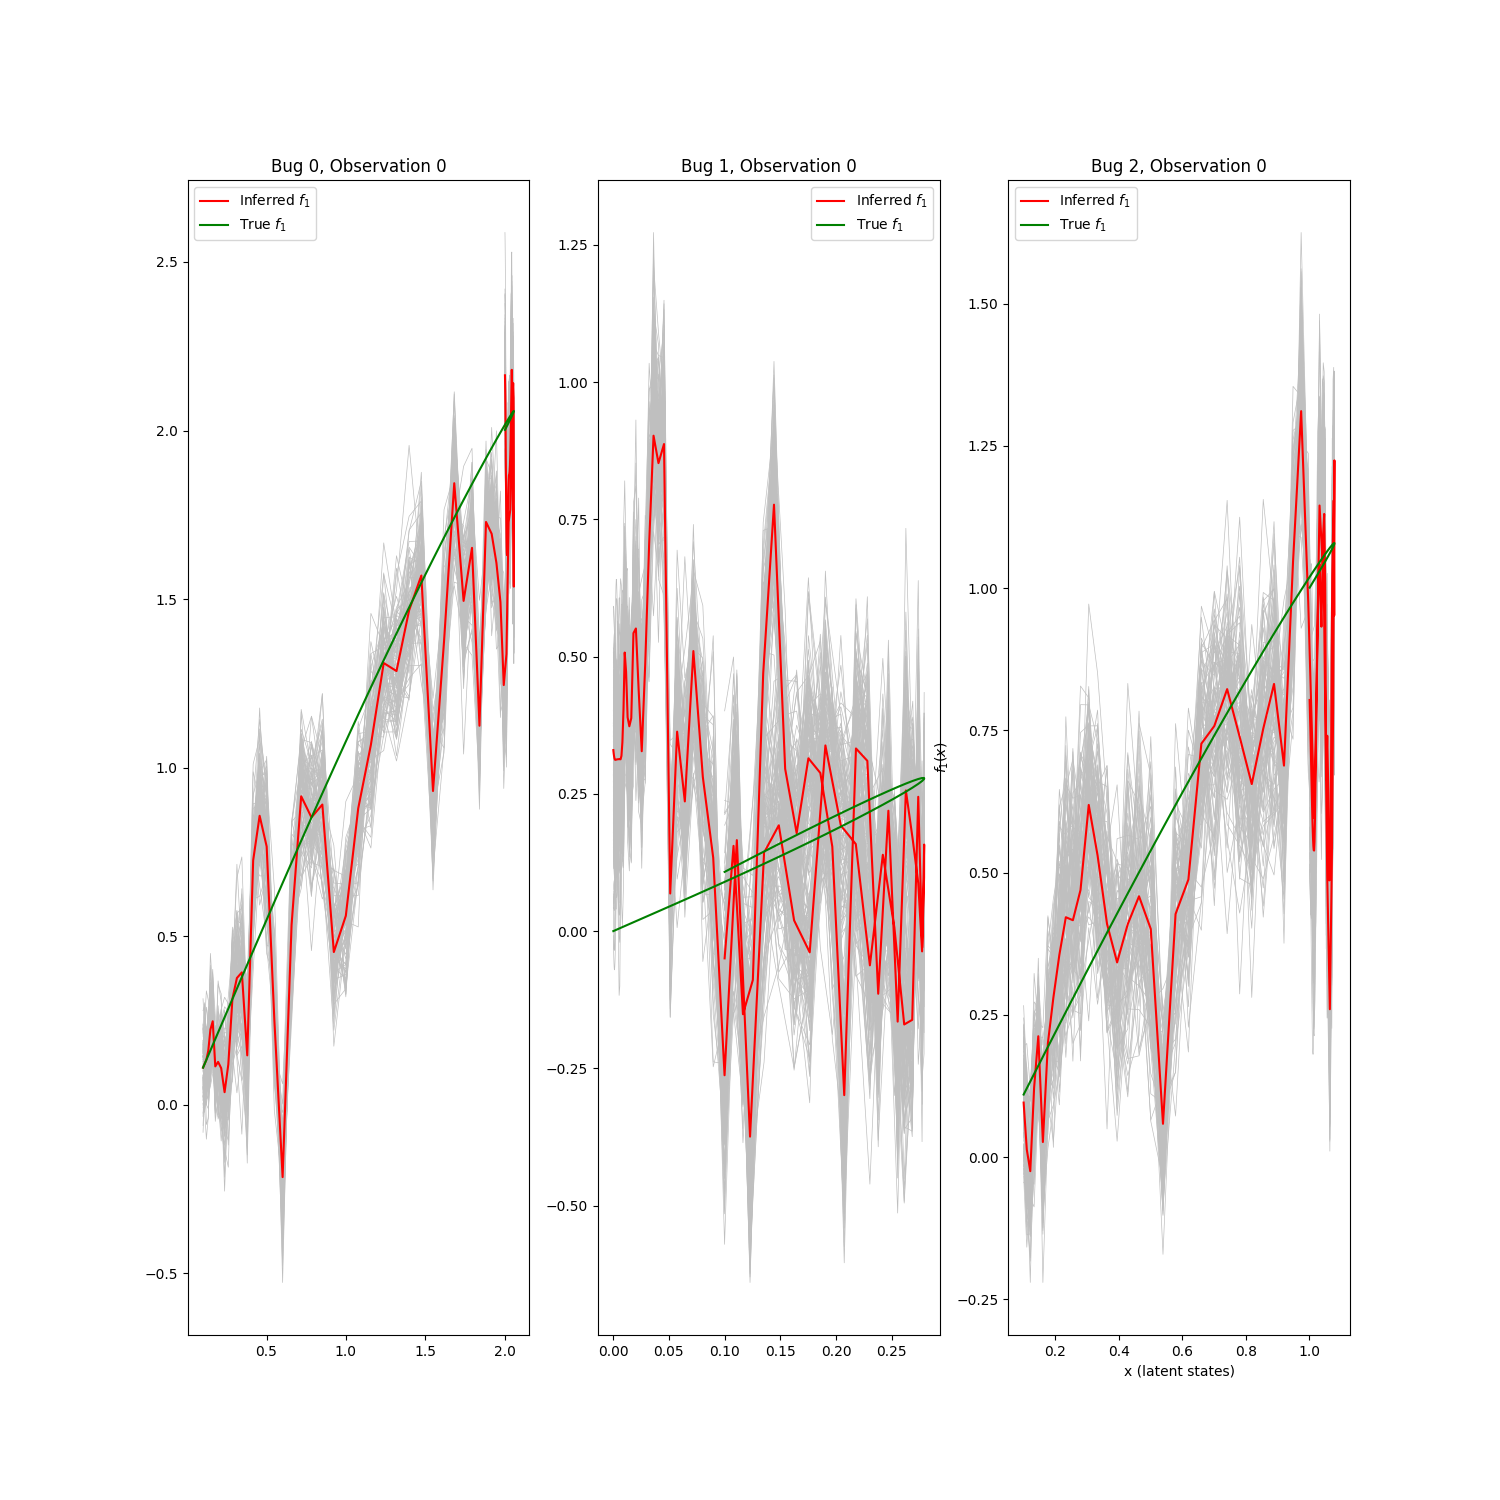 Bug 0, Observation 0
Inferred f₁
True f₁
2.5
2.0
1.5
1.0
0.5
0.0
−0.5
0.5 1.0 1.5 2.0
Bug 1, Observation 0
Inferred f₁
True f₁
1.25
1.00
0.75
0.50
0.25
0.00
−0.25
−0.50
0.00 0.05 0.10 0.15 0.20 0.25
Bug 2, Observation 0
Inferred f₁
True f₁
f₁(x)
1.50
1.25
1.00
0.75
0.50
0.25
0.00
−0.25
0.2 0.4 0.6 0.8 1.0
x (latent states)